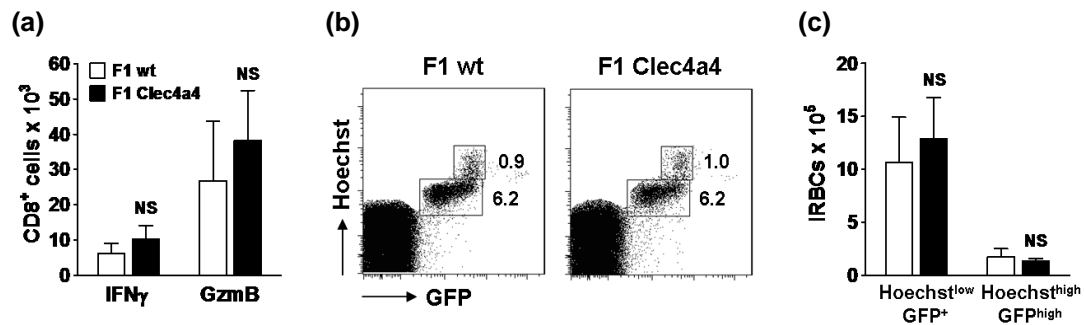 (a)
CD8⁺ cells x 10³
60
50
40
30
20
10
0
F1 wt
F1 Clec4a4
NS
NS
IFNγ
GzmB
(b)
F1 wt
F1 Clec4a4
Hoechst
0.9
6.2
1.0
6.2
GFP
(c)
IRBCs x 10⁵
20
15
10
5
0
NS
NS
Hoechstˡᵒʷ
GFP⁺
Hoechstʰⁱᵍʰ
GFPʰⁱᵍʰ